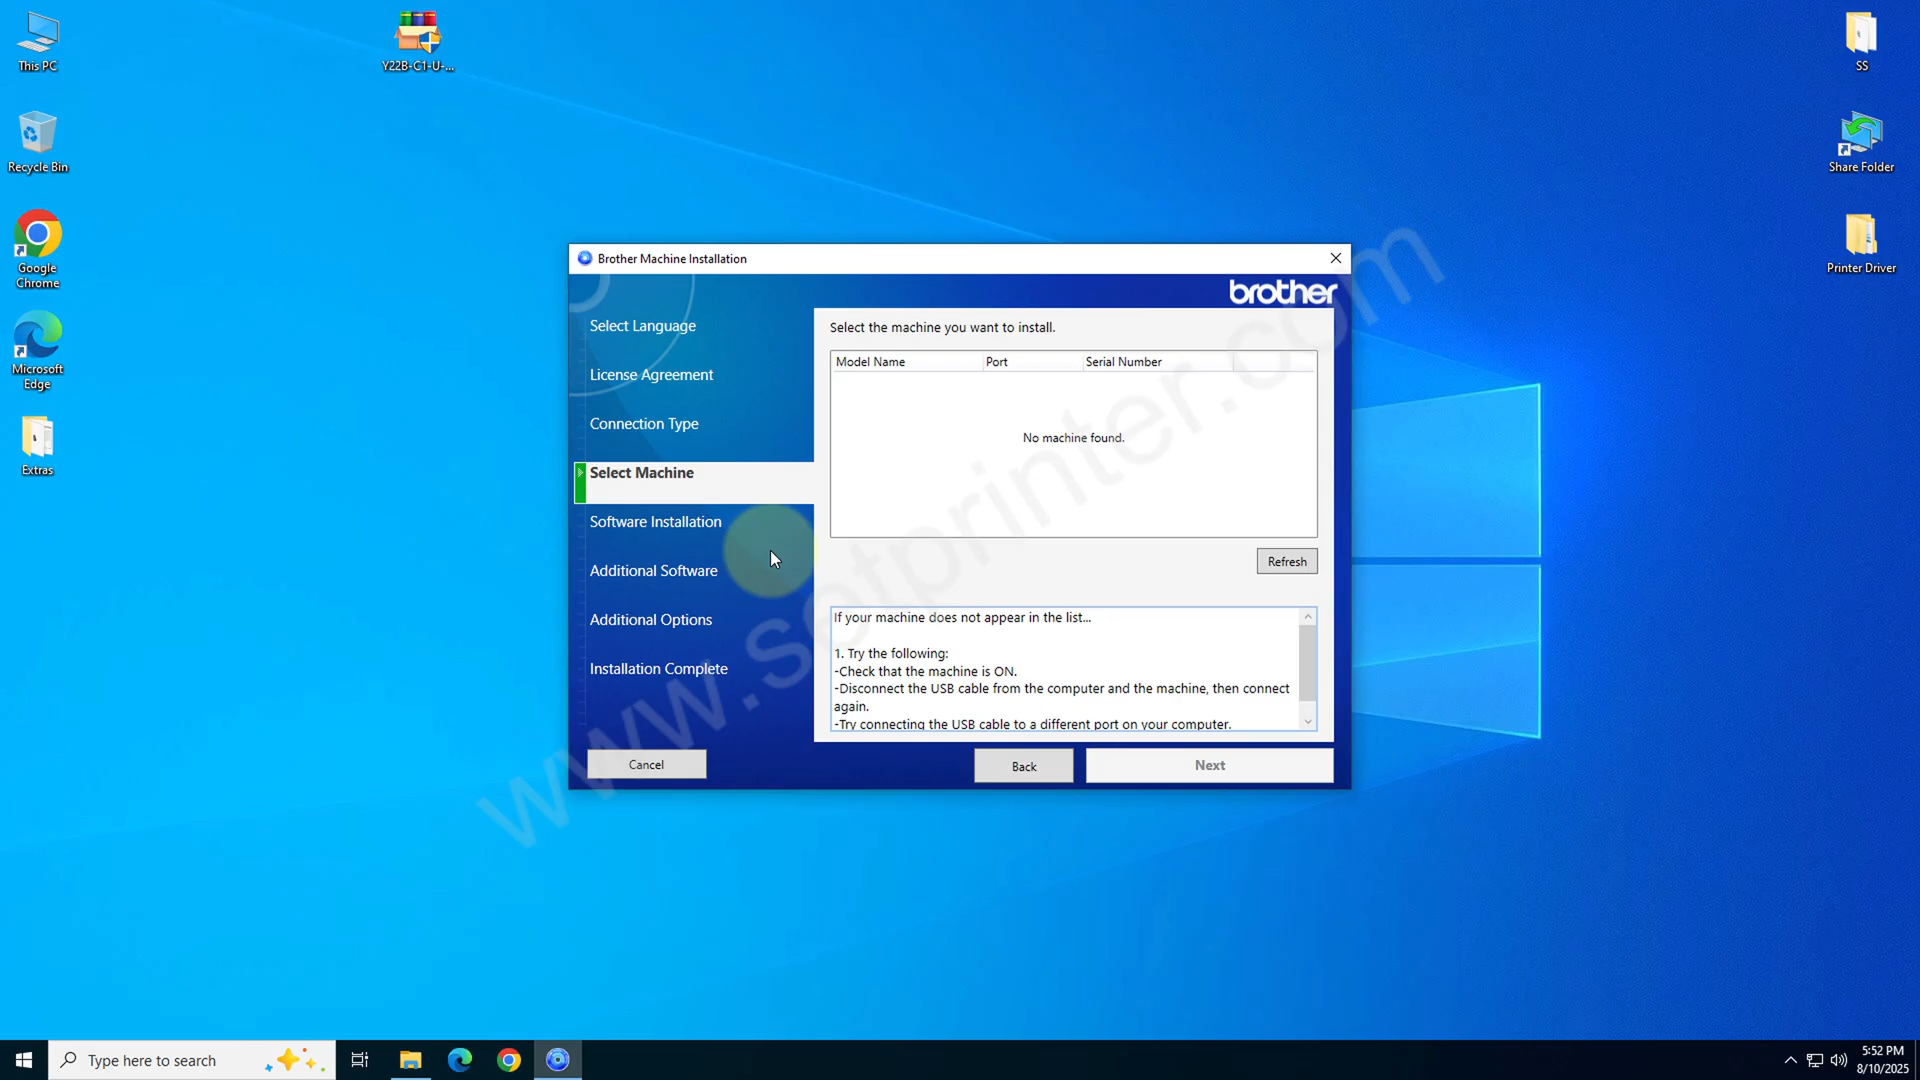 This PC
Y22B-C1-U-...
SS
Recycle Bin
Share Folder
Google
Chrome
Printer Driver
Microsoft
Edge
Extras
Brother Machine Installation
brother
Select Language
License Agreement
Connection Type
Select Machine
Software Installation
Additional Software
Additional Options
Installation Complete
Select the machine you want to install.
Model Name Port Serial Number
No machine found.
Refresh
If your machine does not appear in the list...
1. Try the following:
-Check that the machine is ON.
-Disconnect the USB cable from the computer and the machine, then connect
again.
-Try connecting the USB cable to a different port on your computer.
Cancel
Back
Next
www.setprinter.com
Type here to search
5:52 PM
8/10/2025